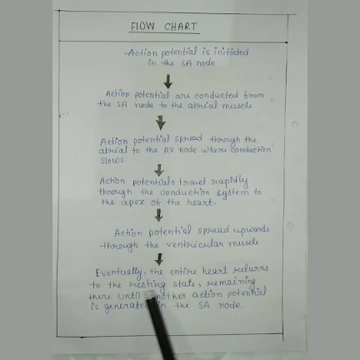 FLOW CHART
Action potential is initiated
in the SA node
Action potential are conducted from
the SA node to the atrial muscle
Action potential spread through the
atrial to the AV node where conduction
slows.
Action potentials travel rapidly
through the conduction system to
the apex of the heart.
Action potential spread upwards
through the ventricular muscle
Eventually, the entire heart returns
to the resting state, remaining
there until another action potential
is generated in the SA node.